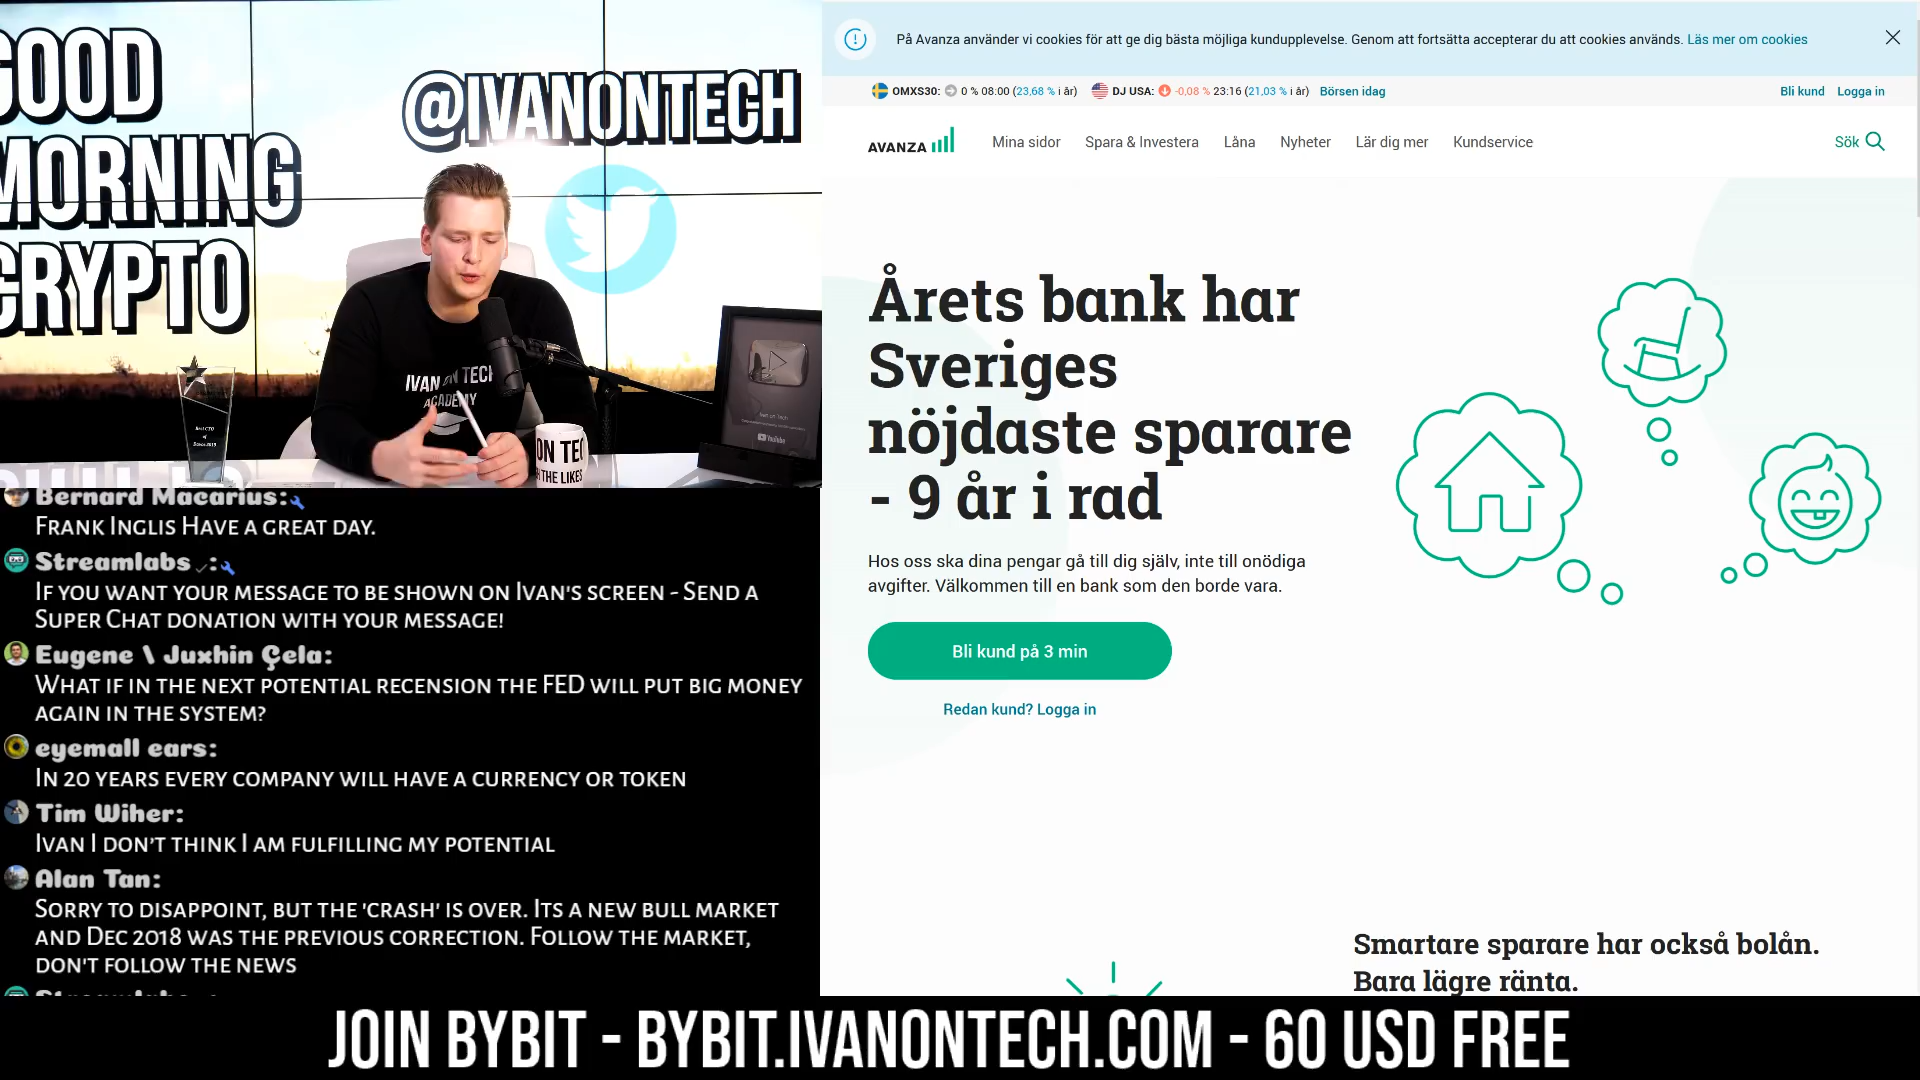 GOOD
MORNING
CRYPTO
@IVANONTECH
IVAN ON TECH
ACADEMY
Best CTO
of
ON TEC
THE LIKES
YouTube
Bernard Macarius:
Frank Inglis Have a great day.
Streamlabs ✓:
If you want your message to be shown on Ivan's screen - Send a
Super Chat donation with your message!
Eugene \ Juxhin Çela:
What if in the next potential recension the FED will put big money
again in the system?
eyemall ears:
In 20 years every company will have a currency or token
Tim Wiher:
Ivan I don't think I am fulfilling my potential
Alan Tan:
Sorry to disappoint, but the 'crash' is over. Its a new bull market
and Dec 2018 was the previous correction. Follow the market,
don't follow the news
På Avanza använder vi cookies för att ge dig bästa möjliga kundupplevelse. Genom att fortsätta accepterar du att cookies används. Läs mer om cookies
OMXS30: 0 % 08:00 (23,68 % i år) DJ USA: -0,08 % 23:16 (21,03 % i år) Börsen idag Bli kund Logga in
AVANZA Mina sidor Spara & Investera Låna Nyheter Lär dig mer Kundservice Sök
Årets bank har
Sveriges
nöjdaste sparare
- 9 år i rad
Hos oss ska dina pengar gå till dig själv, inte till onödiga
avgifter. Välkommen till en bank som den borde vara.
Bli kund på 3 min
Redan kund? Logga in
Smartare sparare har också bolån.
Bara lägre ränta.
JOIN BYBIT - BYBIT.IVANONTECH.COM - 60 USD FREE